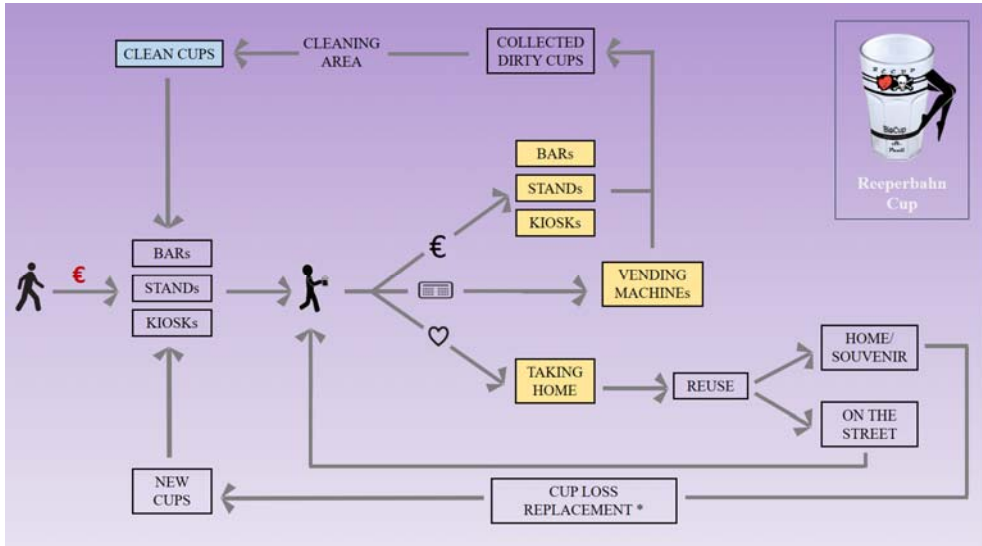 CLEAN CUPS
CLEANING
AREA
COLLECTED
DIRTY CUPS
BARs
STANDs
KIOSKs
Reeperbahn
Cup
€
BARs
STANDs
KIOSKs
€
VENDING
MACHINEs
TAKING
HOME
REUSE
HOME/
SOUVENIR
ON THE
STREET
NEW
CUPS
CUP LOSS
REPLACEMENT *